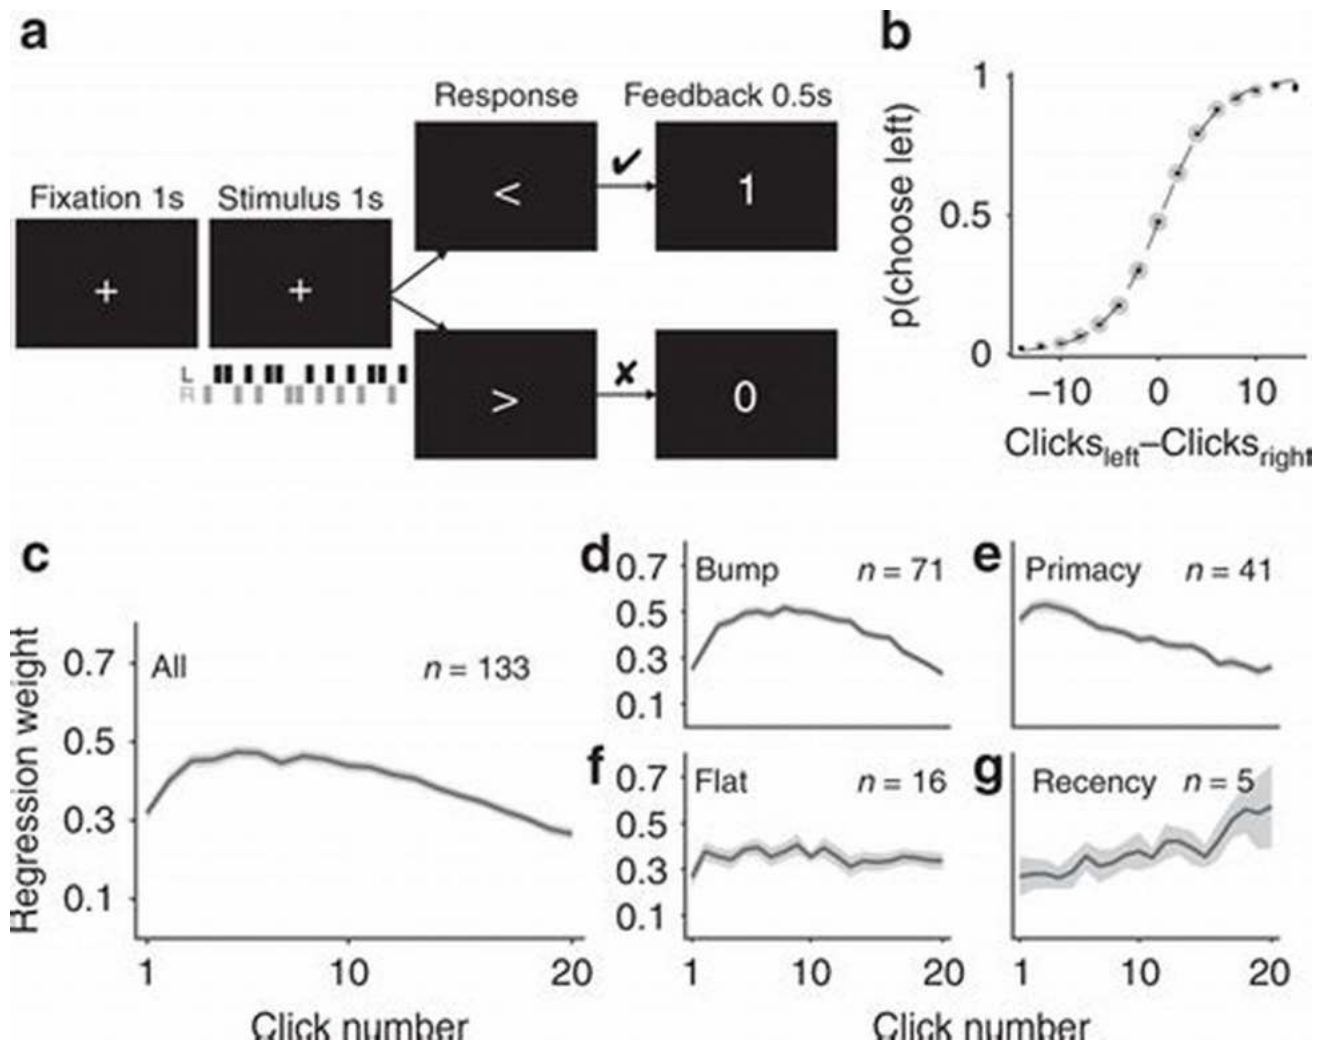 a
Response Feedback 0.5s
Fixation 1s Stimulus 1s
< 1
+ +
> 0
L
R
b
p(choose left)
1
0.5
0
−10 0 10
Clicksleft−Clicksright
c
Regression weight
All n = 133
0.7
0.5
0.3
0.1
1 10 20
Click number
d
Bump n = 71
0.7
0.5
0.3
0.1
e
Primacy n = 41
f
Flat n = 16
0.7
0.5
0.3
0.1
1 10 20
g
Recency n = 5
1 10 20
Click number